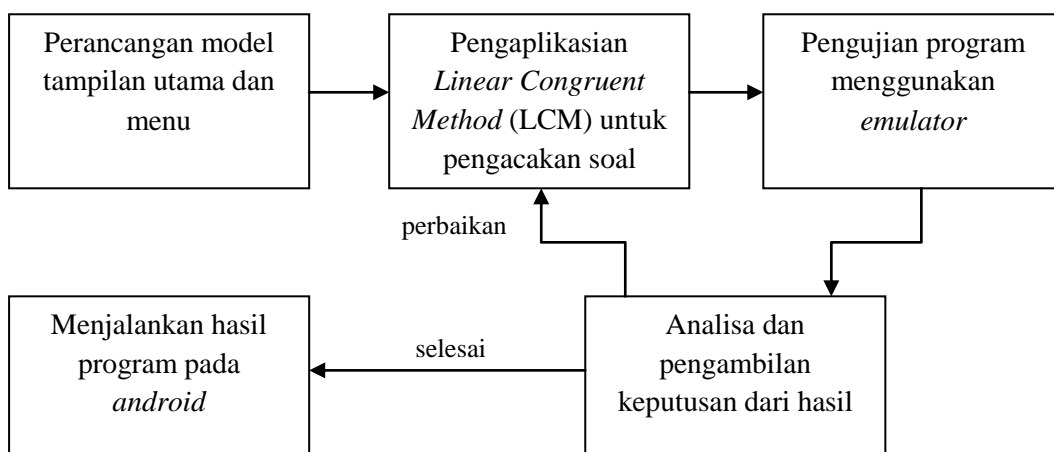 Perancangan model
tampilan utama dan
menu
Pengaplikasian
Linear Congruent
Method (LCM) untuk
pengacakan soal
Pengujian program
menggunakan
emulator
perbaikan
Menjalankan hasil
program pada
android
selesai
Analisa dan
pengambilan
keputusan dari hasil